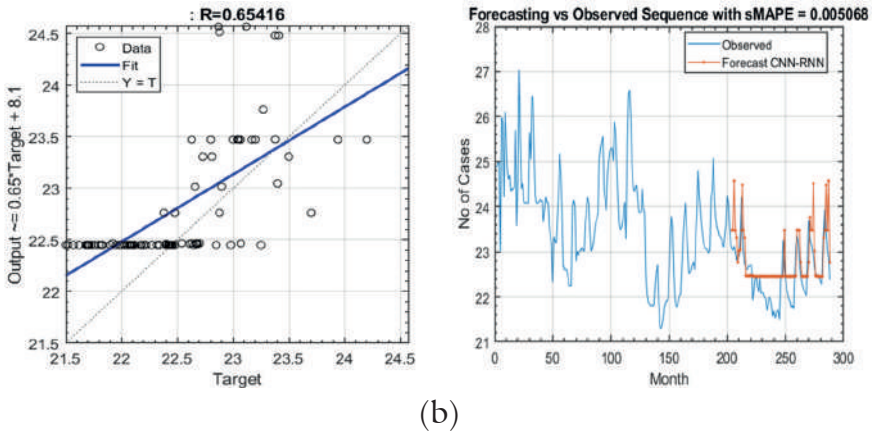 : R=0.65416
Output ~= 0.65*Target + 8.1
24.5
24
23.5
23
22.5
22
21.5
Data
Fit
Y = T
21.5 22 22.5 23 23.5 24 24.5
Target
Forecasting vs Observed Sequence with sMAPE = 0.005068
No of Cases
28
27
26
25
24
23
22
21
Observed
Forecast CNN-RNN
0 50 100 150 200 250 300
Month
(b)